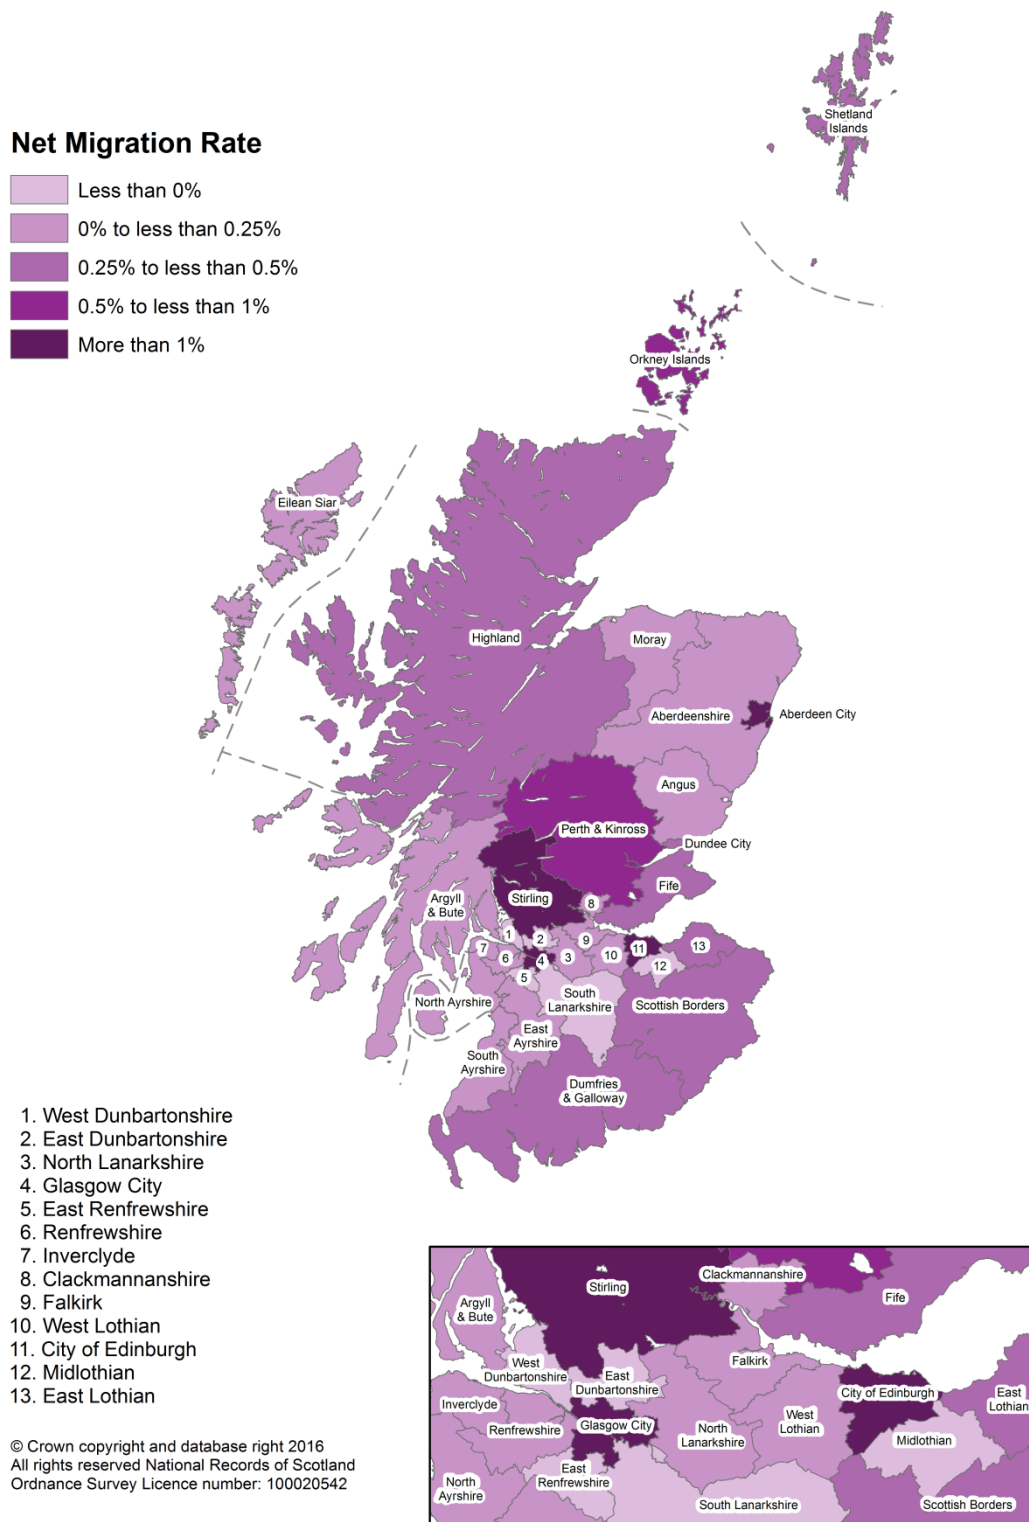 Net Migration Rate
Less than 0%
0% to less than 0.25%
0.25% to less than 0.5%
0.5% to less than 1%
More than 1%
Shetland
Islands
Orkney Islands
Eilean Siar
Highland
Moray
Aberdeenshire
Aberdeen City
Angus
Perth & Kinross
Dundee City
Fife
Stirling
Argyll
& Bute
8
1
2
9
7
6
4
3
10
11
13
12
5
North Ayrshire
South
Lanarkshire
Scottish Borders
East
Ayrshire
South
Ayrshire
Dumfries
& Galloway
1. West Dunbartonshire
2. East Dunbartonshire
3. North Lanarkshire
4. Glasgow City
5. East Renfrewshire
6. Renfrewshire
7. Inverclyde
8. Clackmannanshire
9. Falkirk
10. West Lothian
11. City of Edinburgh
12. Midlothian
13. East Lothian
© Crown copyright and database right 2016
All rights reserved National Records of Scotland
Ordnance Survey Licence number: 100020542
Clackmannanshire
Stirling
Fife
Argyll
& Bute
West
Dunbartonshire
East
Dunbartonshire
Falkirk
City of Edinburgh
East
Lothian
Inverclyde
Renfrewshire
Glasgow City
North
Lanarkshire
West
Lothian
Midlothian
North
Ayrshire
East
Renfrewshire
South Lanarkshire
Scottish Borders